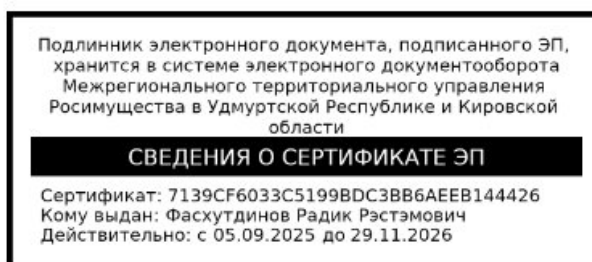 Подлинник электронного документа, подписанного ЭП,
хранится в системе электронного документооборота
Межрегионального территориального управления
Росимущества в Удмуртской Республике и Кировской
области
СВЕДЕНИЯ О СЕРТИФИКАТЕ ЭП
Сертификат: 7139CF6033C5199BDC3BB6AEEB144426
Кому выдан: Фасхутдинов Радик Рэстэмович
Действительно: с 05.09.2025 до 29.11.2026